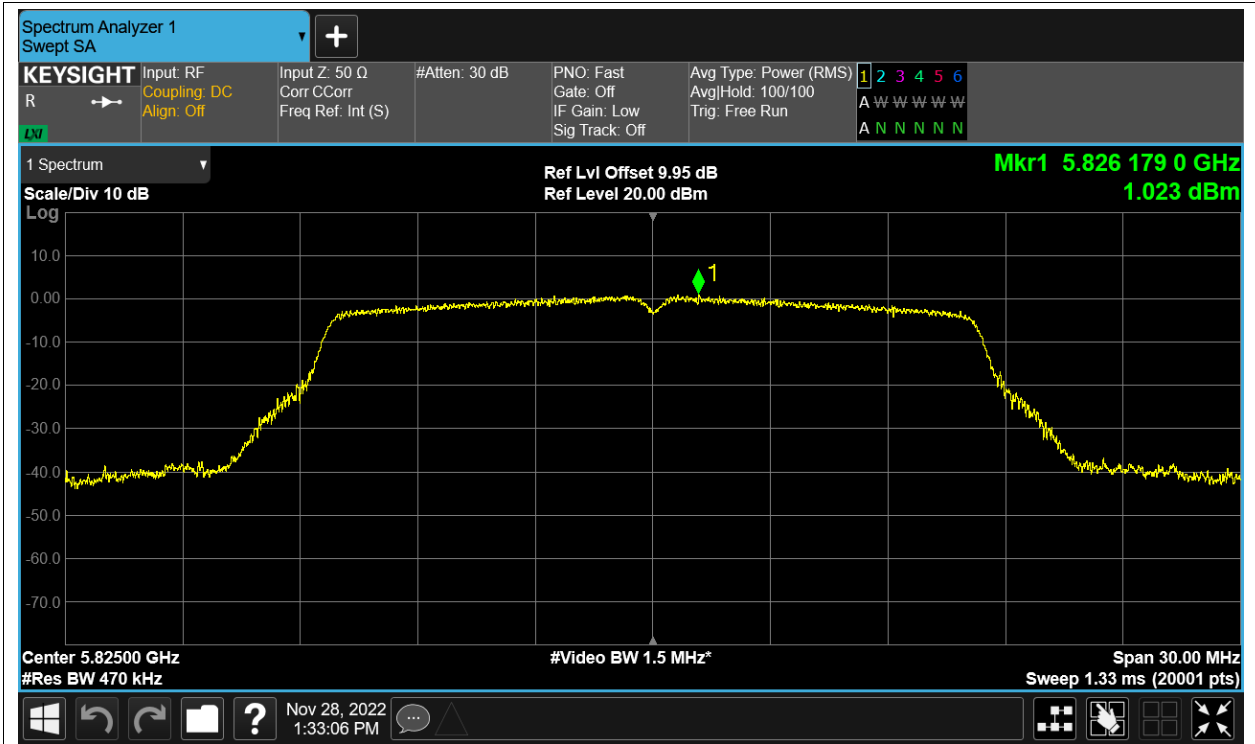 Spectrum Analyzer 1
Swept SA
KEYSIGHT
R
LXI
Input: RF
Coupling: DC
Align: Off
Input Z: 50 Ω
Corr CCorr
Freq Ref: Int (S)
#Atten: 30 dB
PNO: Fast
Gate: Off
IF Gain: Low
Sig Track: Off
Avg Type: Power (RMS)
Avg|Hold: 100/100
Trig: Free Run
1 2 3 4 5 6
A W W W W W
A N N N N N
1 Spectrum
Scale/Div 10 dB
Log
Ref Lvl Offset 9.95 dB
Ref Level 20.00 dBm
Mkr1 5.826 179 0 GHz
1.023 dBm
1
10.0
0.00
-10.0
-20.0
-30.0
-40.0
-50.0
-60.0
-70.0
Center 5.82500 GHz
#Res BW 470 kHz
#Video BW 1.5 MHz*
Span 30.00 MHz
Sweep 1.33 ms (20001 pts)
?
Nov 28, 2022
1:33:06 PM